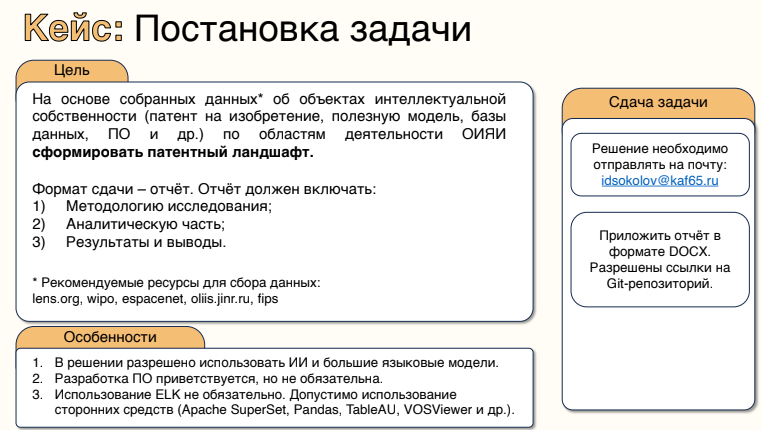 Кейс: Постановка задачи
Цель
На основе собранных данных* об объектах интеллектуальной
собственности (патент на изобретение, полезную модель, базы
данных, ПО и др.) по областям деятельности ОИЯИ
сформировать патентный ландшафт.
Формат сдачи – отчёт. Отчёт должен включать:
1) Методологию исследования;
2) Аналитическую часть;
3) Результаты и выводы.
* Рекомендуемые ресурсы для сбора данных:
lens.org, wipo, espacenet, oliis.jinr.ru, fips
Особенности
1. В решении разрешено использовать ИИ и большие языковые модели.
2. Разработка ПО приветствуется, но не обязательна.
3. Использование ELK не обязательно. Допустимо использование
сторонних средств (Apache SuperSet, Pandas, TableAU, VOSViewer и др.).
Сдача задачи
Решение необходимо
отправлять на почту:
idsokolov@kaf65.ru
Приложить отчёт в
формате DOCX.
Разрешены ссылки на
Git-репозиторий.